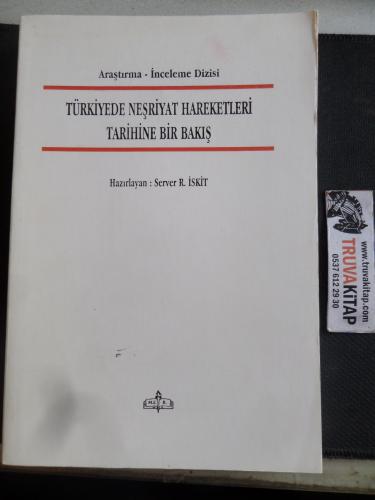 Araştırma - İnceleme Dizisi
TÜRKİYEDE NEŞRİYAT HAREKETLERİ
TARİHİNE BİR BAKIŞ
Hazırlayan : Server R. İSKİT
M.E. B.
www.truvakitap.com
TRUVAKİTAP
0537 612 29 30